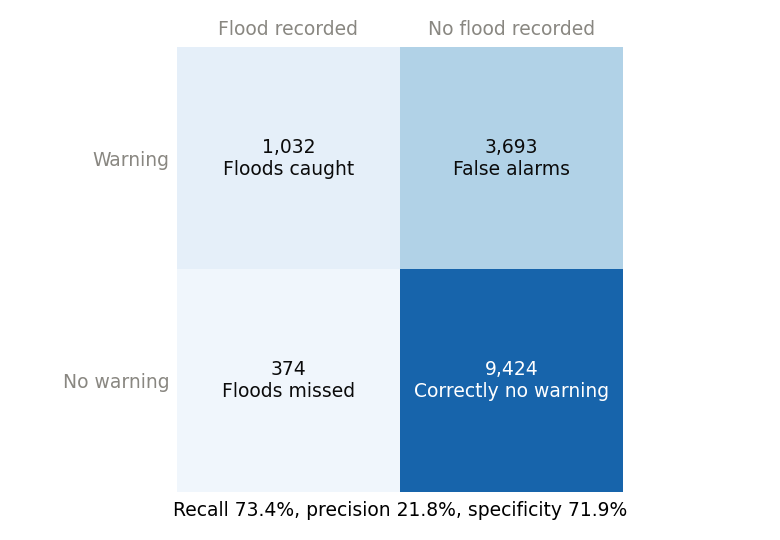 Flood recorded
No flood recorded
Warning
1,032
Floods caught
3,693
False alarms
No warning
374
Floods missed
9,424
Correctly no warning
Recall 73.4%, precision 21.8%, specificity 71.9%